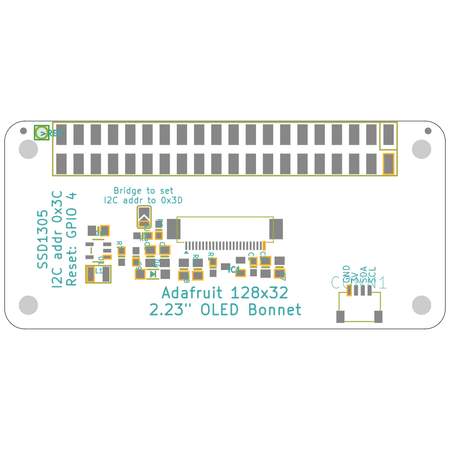 Bridge to set
I2C addr to 0x3D
SSD1305
I2C addr 0x3C
Reset: GPIO 4
IC1
Adafruit 128x32
2.23" OLED Bonnet
GND
3V
SDA
SCL